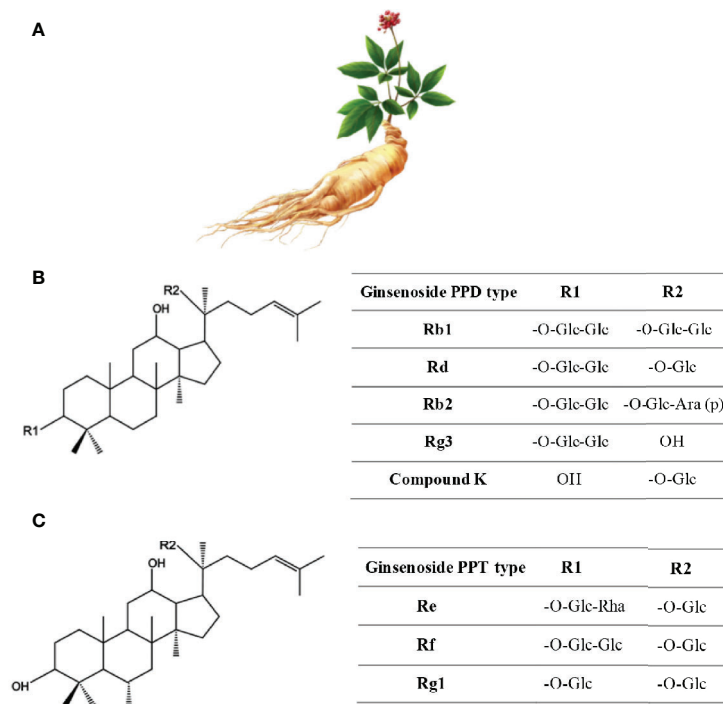 A
B
R2
OH
R1
Ginsenoside PPD type R1 R2
Rb1 -O-Glc-Glc -O-Glc-Glc
Rd -O-Glc-Glc -O-Glc
Rb2 -O-Glc-Glc -O-Glc-Ara (p)
Rg3 -O-Glc-Glc OH
Compound K OH -O-Glc
C
R2
OH
OH
Ginsenoside PPT type R1 R2
Re -O-Glc-Rha -O-Glc
Rf -O-Glc-Glc -O-Glc
Rg1 -O-Glc -O-Glc